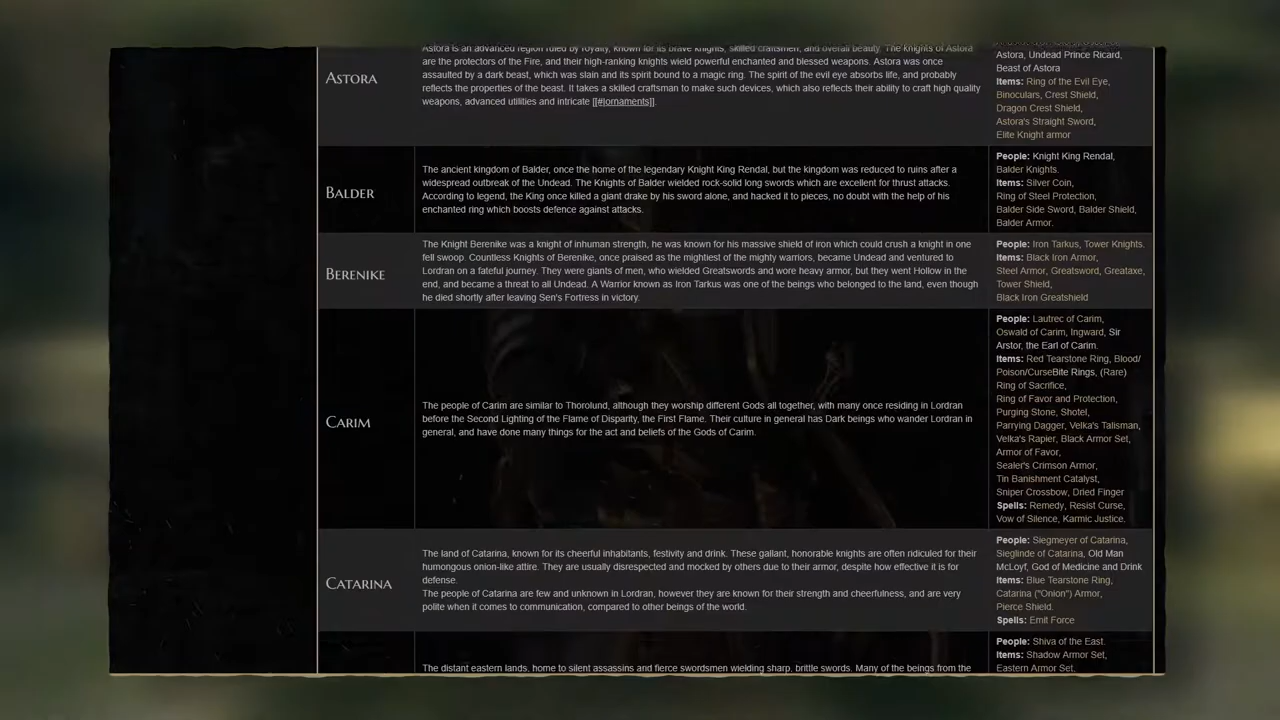 Astora is an advanced region ruled by royalty, known for its brave knights, skilled craftsmen, and overall beauty. The knights of Astora
are the protectors of the Fire, and their high-ranking knights wield powerful enchanted and blessed weapons. Astora was once
assaulted by a dark beast, which was slain and its spirit bound to a magic ring. The spirit of the evil eye absorbs life, and probably
reflects the properties of the beast. It takes a skilled craftsman to make such devices, which also reflects their ability to craft high quality
weapons, advanced utilities and intricate [[#|ornaments]].
Astora
Astora, Undead Prince Ricard,
Beast of Astora
Items: Ring of the Evil Eye,
Binoculars, Crest Shield,
Dragon Crest Shield,
Astora's Straight Sword,
Elite Knight armor
Balder
The ancient kingdom of Balder, once the home of the legendary Knight King Rendal, but the kingdom was reduced to ruins after a
widespread outbreak of the Undead. The Knights of Balder wielded rock-solid long swords which are excellent for thrust attacks.
According to legend, the King once killed a giant drake by his sword alone, and hacked it to pieces, no doubt with the help of his
enchanted ring which boosts defence against attacks.
People: Knight King Rendal,
Balder Knights.
Items: Silver Coin,
Ring of Steel Protection,
Balder Side Sword, Balder Shield,
Balder Armor.
Berenike
The Knight Berenike was a knight of inhuman strength, he was known for his massive shield of iron which could crush a knight in one
fell swoop. Countless Knights of Berenike, once praised as the mightiest of the mighty warriors, became Undead and ventured to
Lordran on a fateful journey. They were giants of men, who wielded Greatswords and wore heavy armor, but they went Hollow in the
end, and became a threat to all Undead. A Warrior known as Iron Tarkus was one of the beings who belonged to the land, even though
he died shortly after leaving Sen's Fortress in victory.
People: Iron Tarkus, Tower Knights.
Items: Black Iron Armor,
Steel Armor, Greatsword, Greataxe,
Tower Shield,
Black Iron Greatshield
Carim
The people of Carim are similar to Thorolund, although they worship different Gods all together, with many once residing in Lordran
before the Second Lighting of the Flame of Disparity, the First Flame. Their culture in general has Dark beings who wander Lordran in
general, and have done many things for the act and beliefs of the Gods of Carim.
People: Lautrec of Carim,
Oswald of Carim, Ingward, Sir
Arstor, the Earl of Carim.
Items: Red Tearstone Ring, Blood/
Poison/CurseBite Rings, (Rare)
Ring of Sacrifice,
Ring of Favor and Protection,
Purging Stone, Shotel,
Parrying Dagger, Velka's Talisman,
Velka's Rapier, Black Armor Set,
Armor of Favor,
Sealer's Crimson Armor,
Tin Banishment Catalyst,
Sniper Crossbow, Dried Finger
Spells: Remedy, Resist Curse,
Vow of Silence, Karmic Justice.
Catarina
The land of Catarina, known for its cheerful inhabitants, festivity and drink. These gallant, honorable knights are often ridiculed for their
humongous onion-like attire. They are usually disrespected and mocked by others due to their armor, despite how effective it is for
defense.
The people of Catarina are few and unknown in Lordran, however they are known for their strength and cheerfulness, and are very
polite when it comes to communication, compared to other beings of the world.
People: Siegmeyer of Catarina,
Sieglinde of Catarina, Old Man
McLoyf, God of Medicine and Drink
Items: Blue Tearstone Ring,
Catarina ("Onion") Armor,
Pierce Shield.
Spells: Emit Force
The distant eastern lands, home to silent assassins and fierce swordsmen wielding sharp, brittle swords. Many of the beings from the
People: Shiva of the East.
Items: Shadow Armor Set,
Eastern Armor Set,